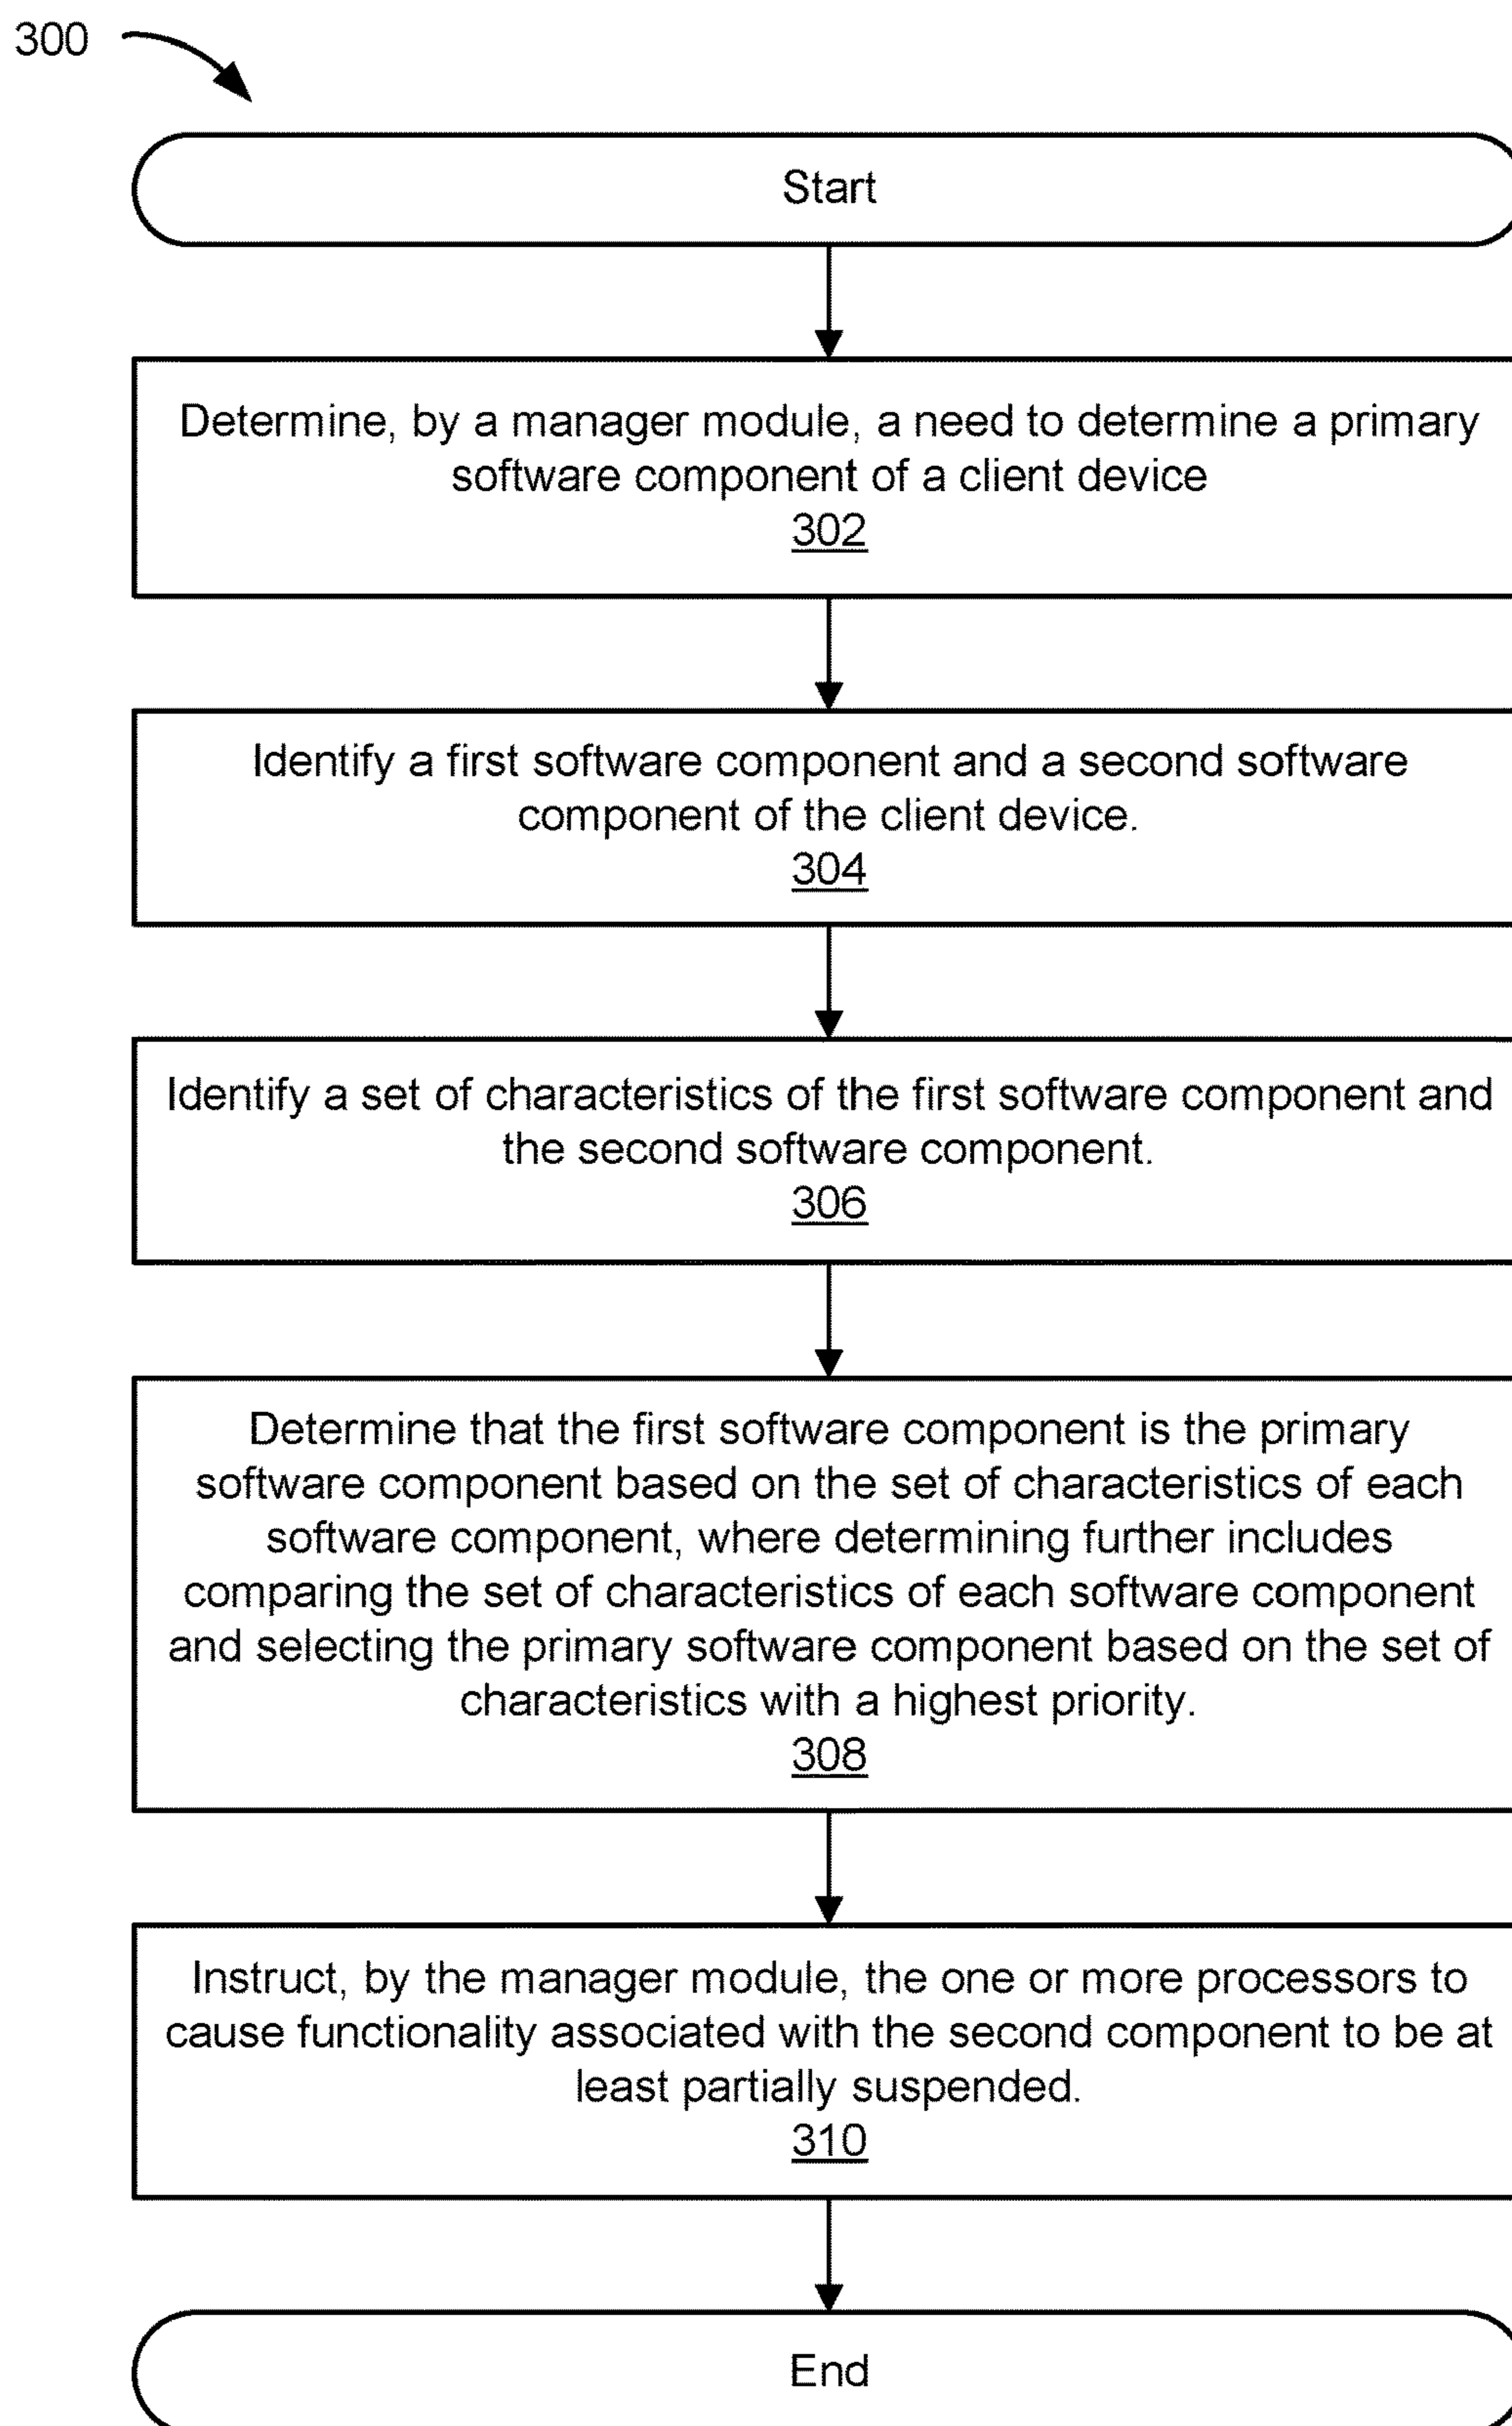 300
Start
Determine, by a manager module, a need to determine a primary
software component of a client device
302
Identify a first software component and a second software
component of the client device.
304
Identify a set of characteristics of the first software component and
the second software component.
306
Determine that the first software component is the primary
software component based on the set of characteristics of each
software component, where determining further includes
comparing the set of characteristics of each software component
and selecting the primary software component based on the set of
characteristics with a highest priority.
308
Instruct, by the manager module, the one or more processors to
cause functionality associated with the second component to be at
least partially suspended.
310
End